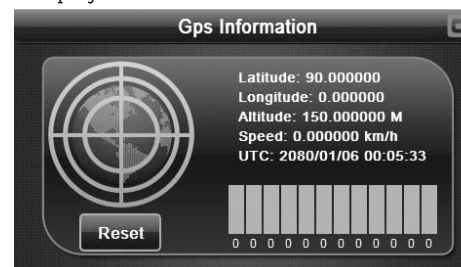 Gps Information
Latitude: 90.000000
Longitude: 0.000000
Altitude: 150.000000 M
Speed: 0.000000 km/h
UTC: 2080/01/06 00:05:33
Reset
0 0 0 0 0 0 0 0 0 0 0 0